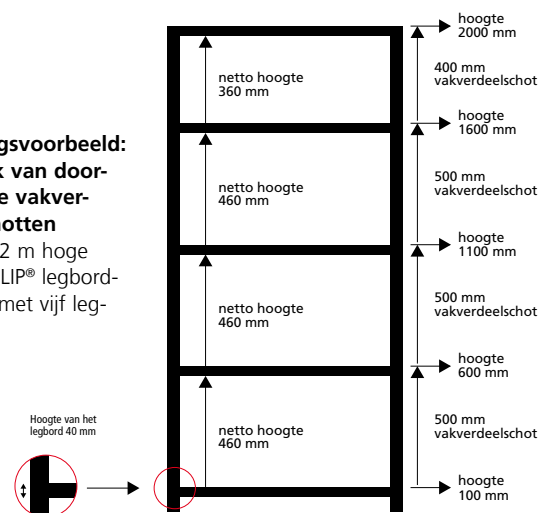 hoogte
2000 mm
400 mm
vakverdeelschot
netto hoogte
360 mm
hoogte
1600 mm
gsvoorbeeld:
k van door-
e vakver-
notten
2 m hoge
LIP® legbord-
met vijf leg-
500 mm
vakverdeelschot
netto hoogte
460 mm
hoogte
1100 mm
500 mm
vakverdeelschot
netto hoogte
460 mm
hoogte
600 mm
Hoogte van het
legbord 40 mm
500 mm
vakverdeelschot
netto hoogte
460 mm
hoogte
100 mm